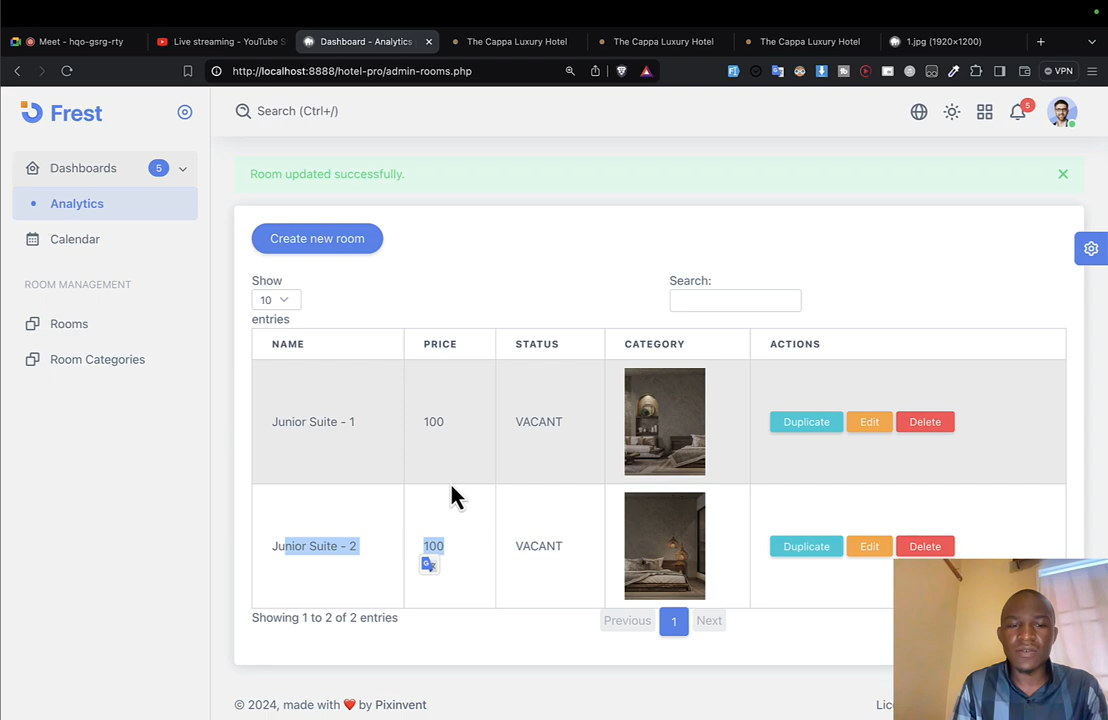 Meet - hqo-gsrg-rty
Live streaming - YouTube S
Dashboard - Analytics
The Cappa Luxury Hotel
The Cappa Luxury Hotel
The Cappa Luxury Hotel
1.jpg (1920×1200)
http://localhost:8888/hotel-pro/admin-rooms.php
VPN
Frest
Search (Ctrl+/)
5
Dashboards
5
Analytics
Calendar
ROOM MANAGEMENT
Rooms
Room Categories
Room updated successfully.
Create new room
Show
10
entries
Search:
NAME PRICE STATUS CATEGORY ACTIONS
Junior Suite - 1 100 VACANT Duplicate Edit Delete
Junior Suite - 2 100 VACANT Duplicate Edit Delete
Showing 1 to 2 of 2 entries
Previous 1 Next
© 2024, made with ❤️ by Pixinvent